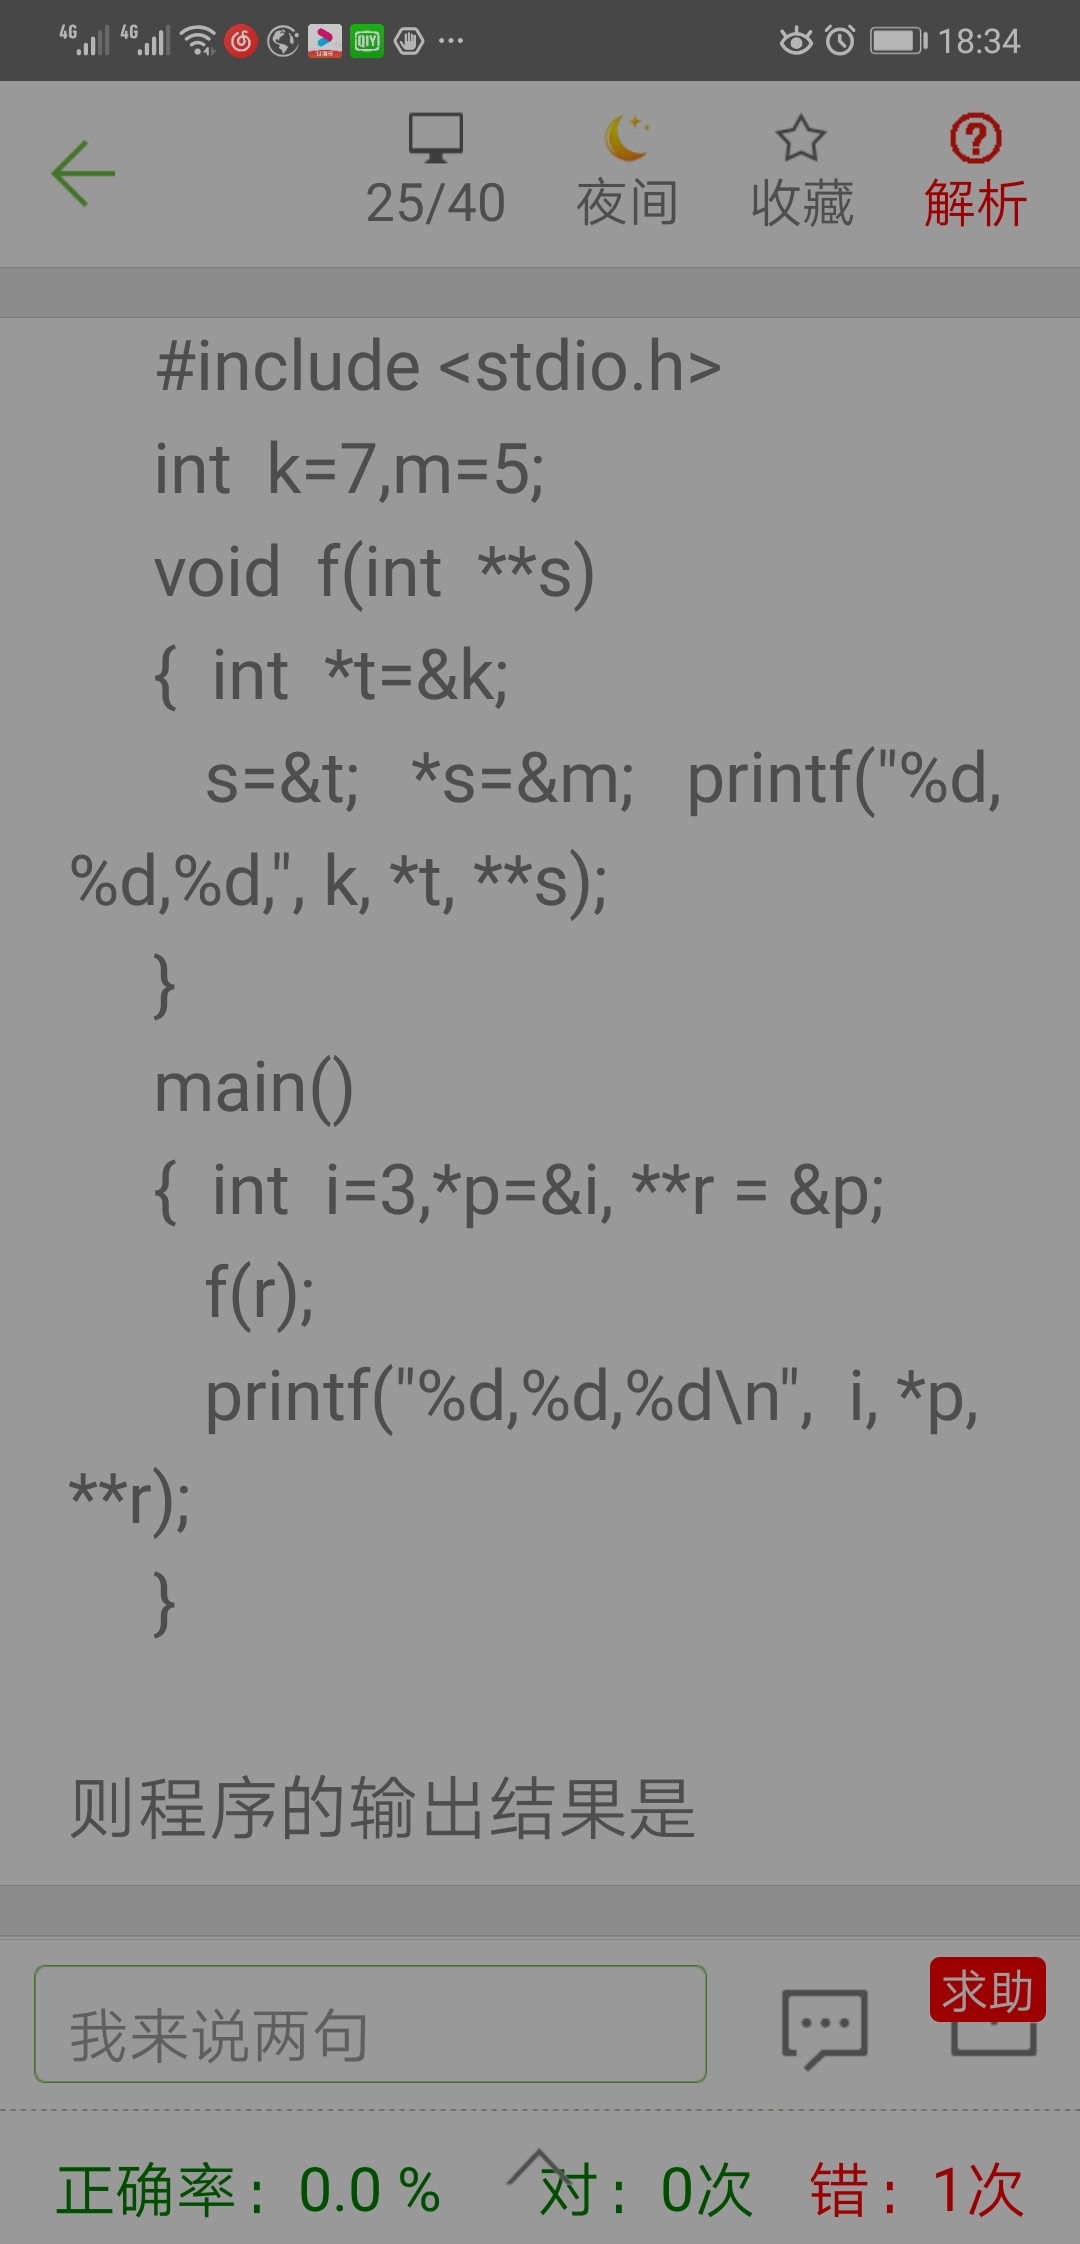 4G 4G QIY 18:34
25/40 夜间 收藏 解析
#include <stdio.h>
int k=7,m=5;
void f(int **s)
{ int *t=&k;
s=&t; *s=&m; printf("%d,
%d,%d,", k, *t, **s);
}
main()
{ int i=3,*p=&i, **r = &p;
f(r);
printf("%d,%d,%d\n", i, *p,
**r);
}
则程序的输出结果是
我来说两句 求助
正确率: 0.0 % 对: 0次 错: 1次